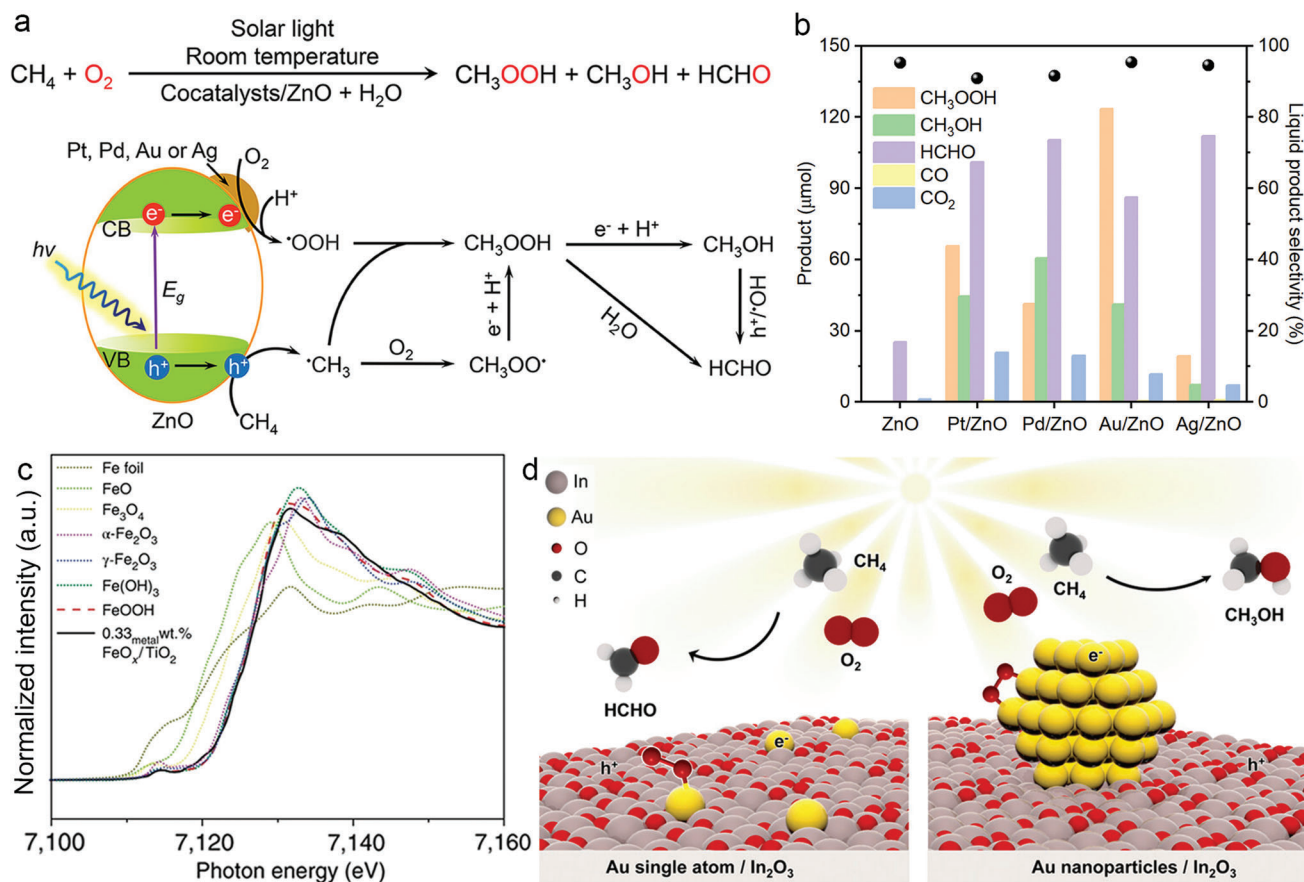 a
Solar light
Room temperature
CH₄ + O₂
CH₃OOH + CH₃OH + HCHO
Cocatalysts/ZnO + H₂O
Pt, Pd, Au or Ag
O₂
H⁺
e⁻
e⁻
CB
•OOH
CH₃OOH
e⁻ + H⁺
CH₃OH
hν
E_g
e⁻ + H⁺
H₂O
h⁺/•OH
VB
h⁺
h⁺
•CH₃
O₂
CH₃OO•
HCHO
CH₄
ZnO
b
150
120
90
60
30
0
Product (μmol)
CH₃OOH
CH₃OH
HCHO
CO
CO₂
100
80
60
40
20
0
Liquid product selectivity (%)
ZnO Pt/ZnO Pd/ZnO Au/ZnO Ag/ZnO
c
Normalized intensity (a.u.)
Fe foil
FeO
Fe₃O₄
α-Fe₂O₃
γ-Fe₂O₃
Fe(OH)₃
FeOOH
0.33metalwt.%
FeOₓ/TiO₂
7,100 7,120 7,140 7,160
Photon energy (eV)
d
In
Au
O
C
H
CH₄
O₂
HCHO
e⁻
h⁺
Au single atom / In₂O₃
CH₄
O₂
CH₃OH
e⁻
h⁺
Au nanoparticles / In₂O₃